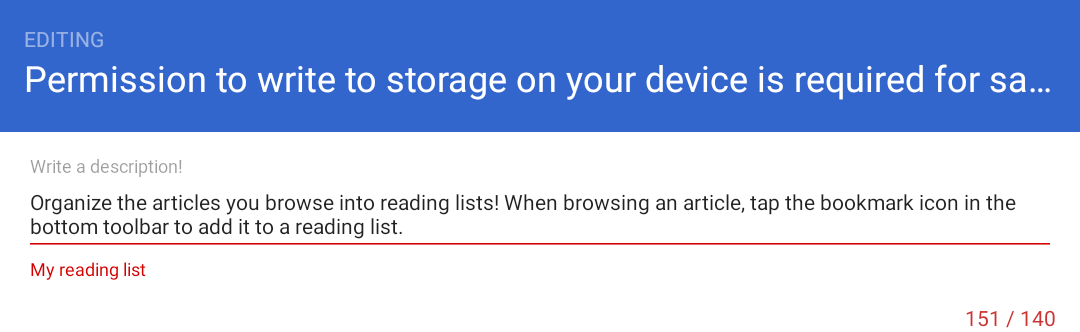 EDITING
Permission to write to storage on your device is required for sa...
Write a description!
Organize the articles you browse into reading lists! When browsing an article, tap the bookmark icon in the
bottom toolbar to add it to a reading list.
My reading list
151 / 140